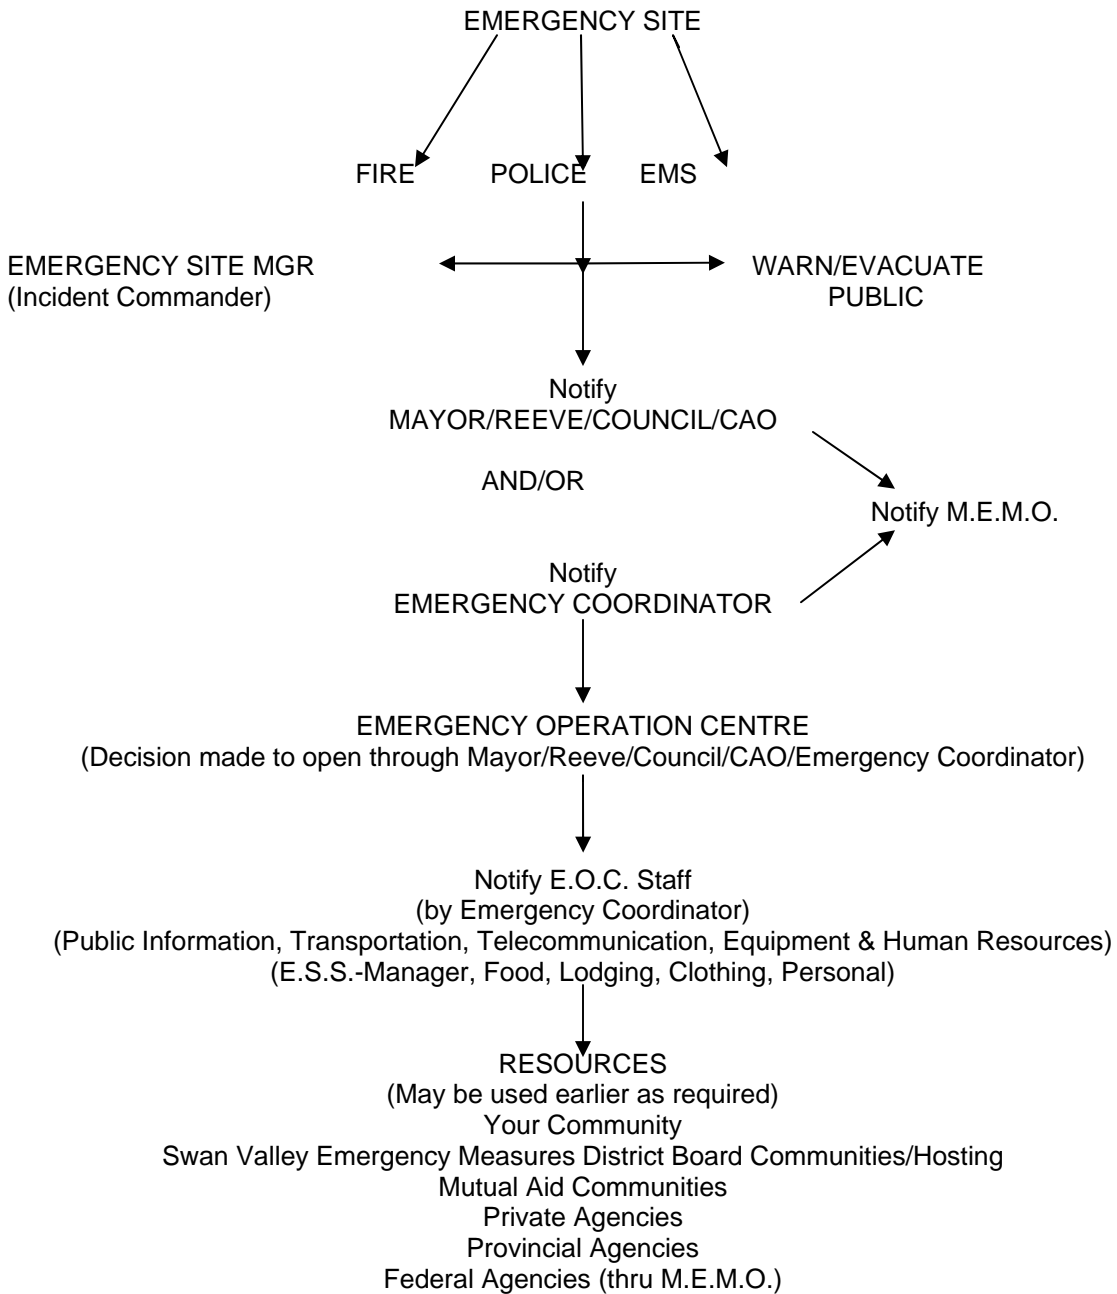 EMERGENCY SITE
FIRE POLICE EMS
EMERGENCY SITE MGR
(Incident Commander)
WARN/EVACUATE
PUBLIC
Notify
MAYOR/REEVE/COUNCIL/CAO
AND/OR
Notify M.E.M.O.
Notify
EMERGENCY COORDINATOR
EMERGENCY OPERATION CENTRE
(Decision made to open through Mayor/Reeve/Council/CAO/Emergency Coordinator)
Notify E.O.C. Staff
(by Emergency Coordinator)
(Public Information, Transportation, Telecommunication, Equipment & Human Resources)
(E.S.S.-Manager, Food, Lodging, Clothing, Personal)
RESOURCES
(May be used earlier as required)
Your Community
Swan Valley Emergency Measures District Board Communities/Hosting
Mutual Aid Communities
Private Agencies
Provincial Agencies
Federal Agencies (thru M.E.M.O.)